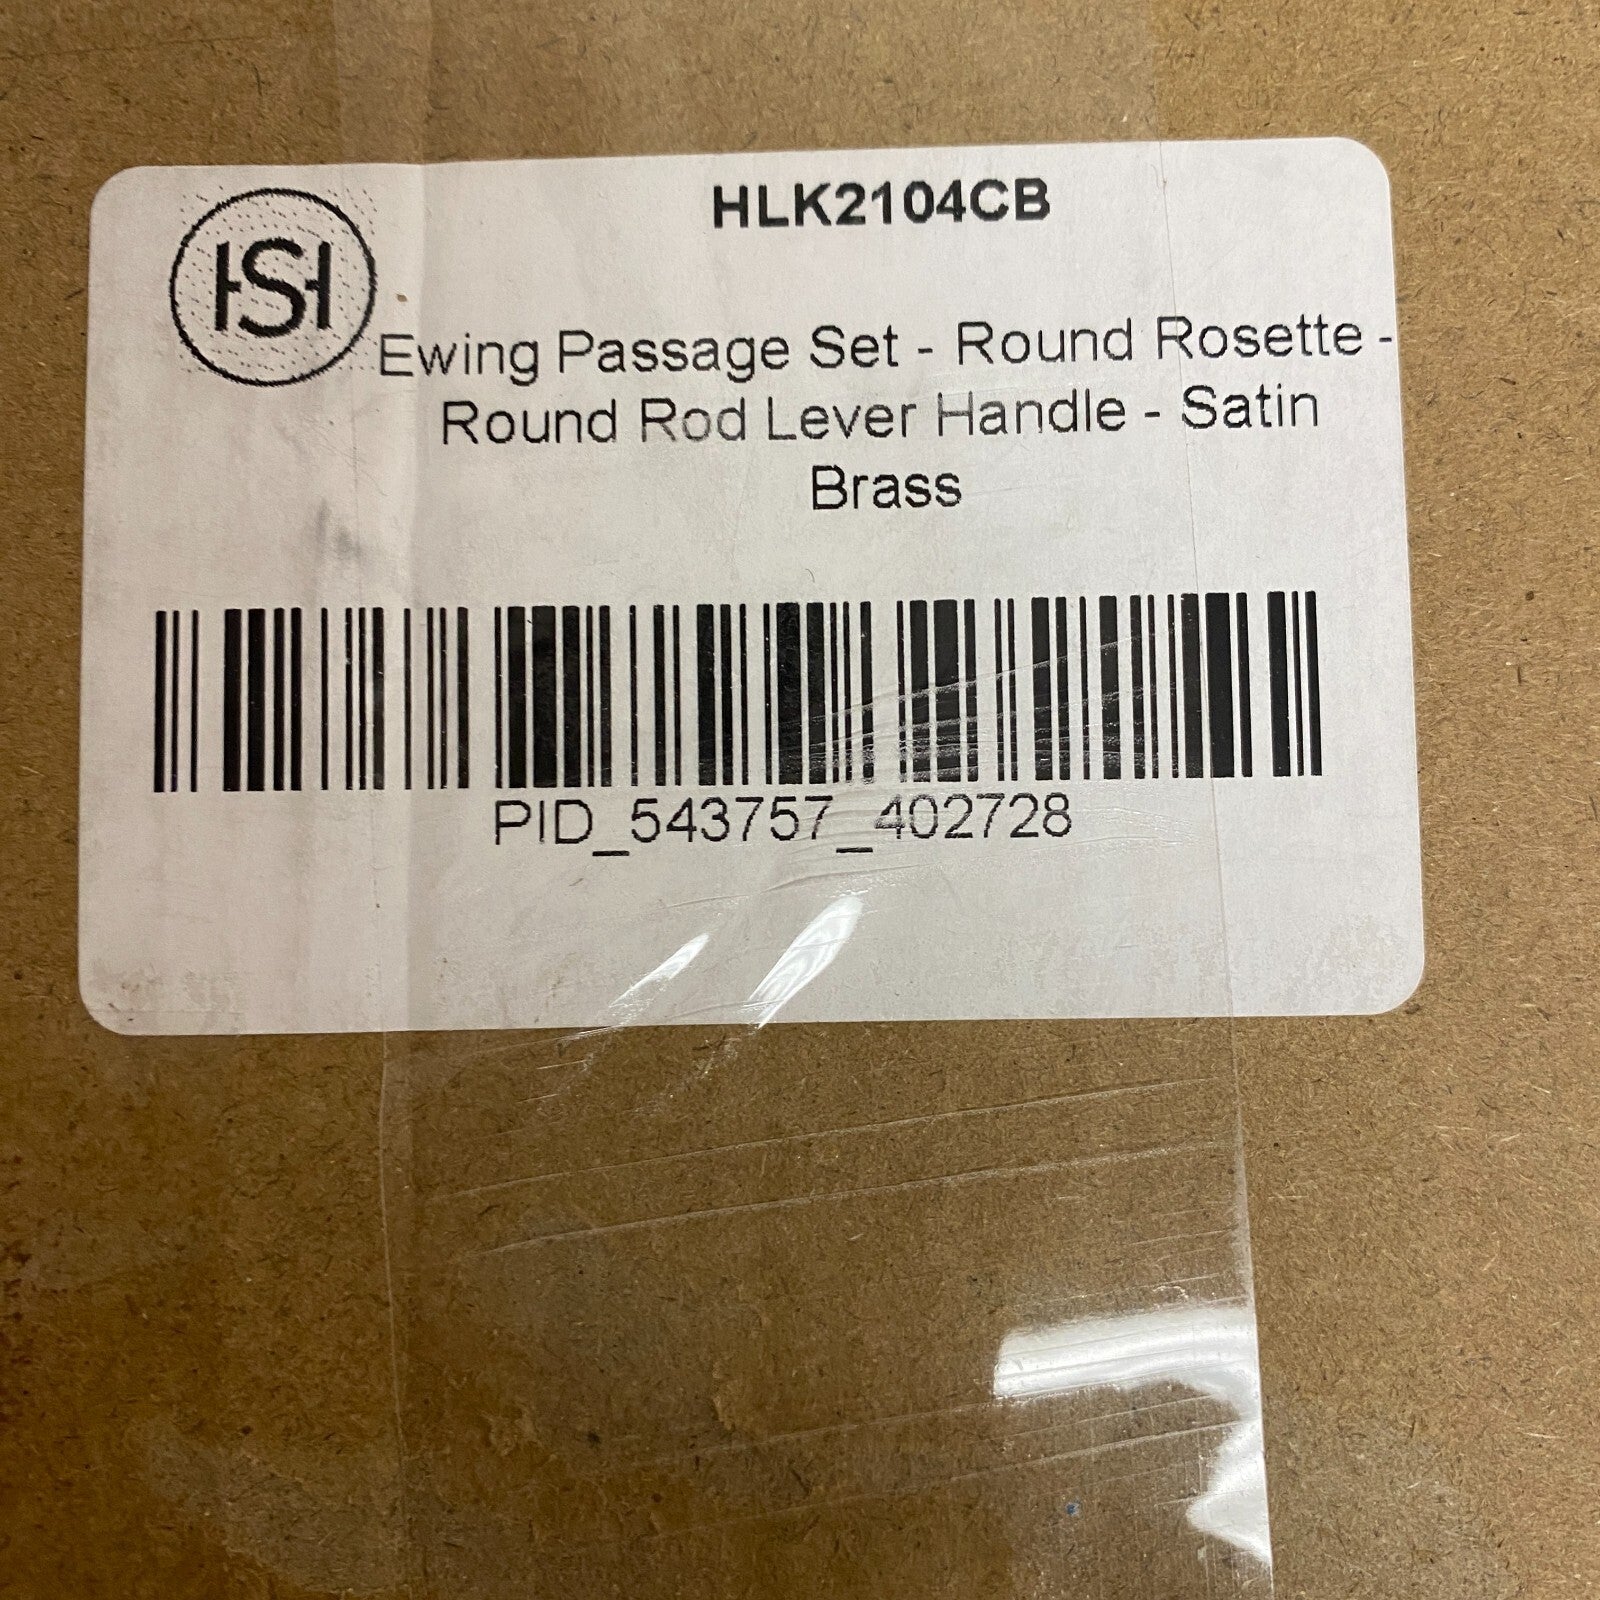 HSH
HLK2104CB
Ewing Passage Set - Round Rosette -
Round Rod Lever Handle - Satin
Brass
PID_543757_402728